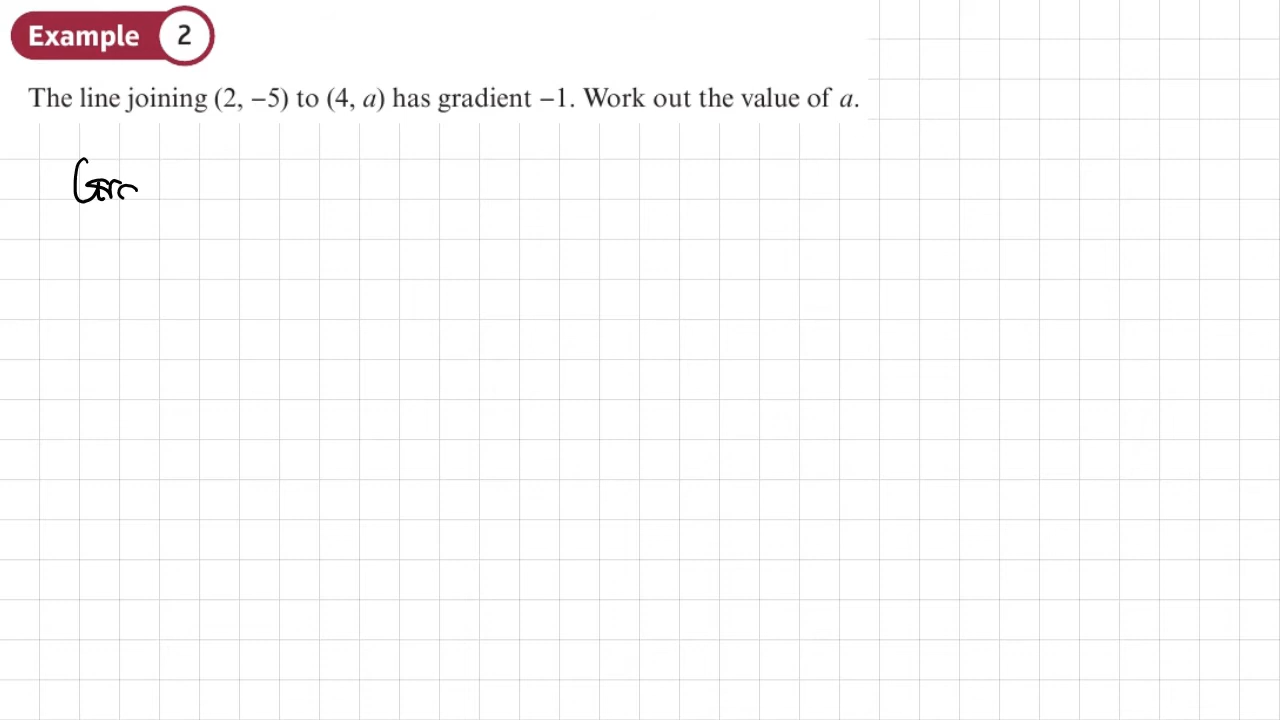 Example 2
The line joining (2, −5) to (4, a) has gradient −1. Work out the value of a.